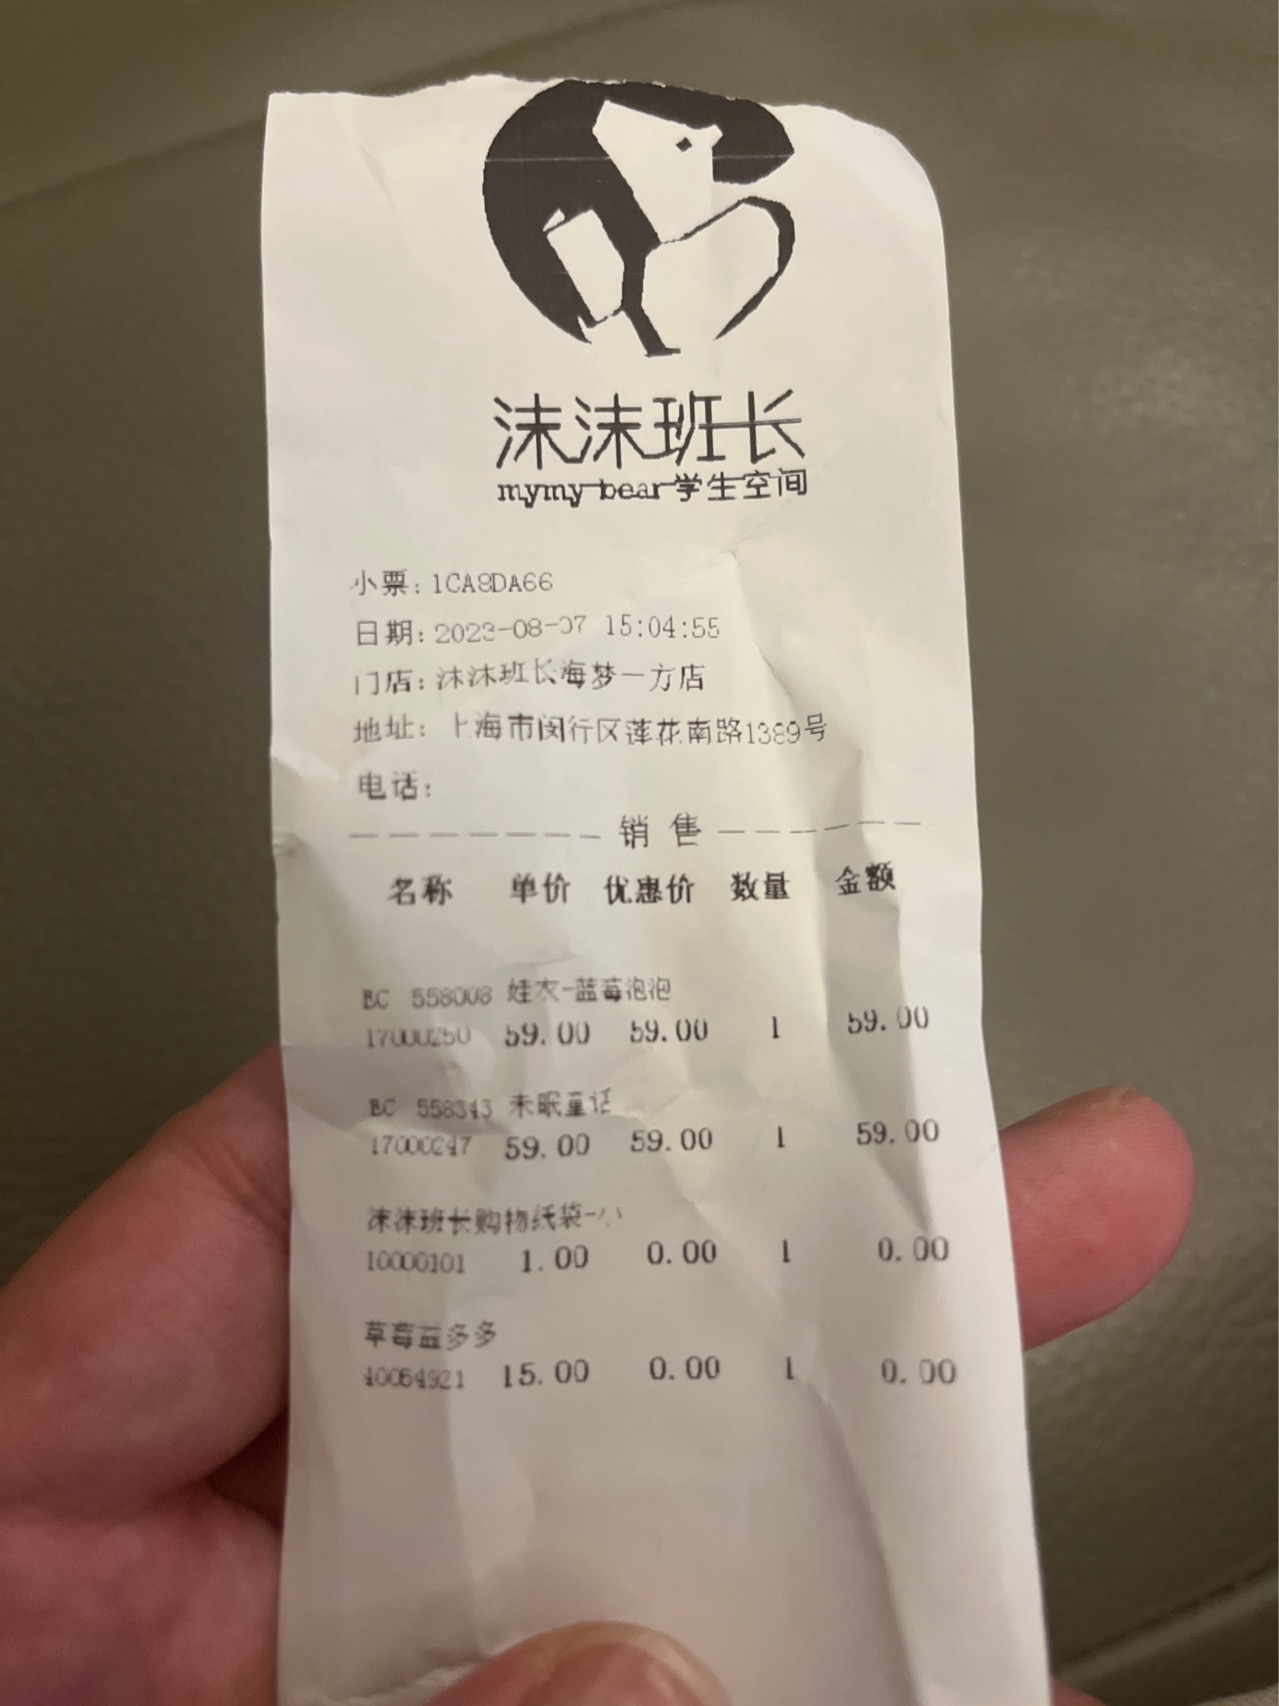 沫沫班长
mymy bear 学生空间
小票: 1CA8DA66
日期: 2023-08-07 15:04:55
门店: 沫沫班长海梦一方店
地址: 上海市闵行区莲花南路1389号
电话:
销 售
名称 单价 优惠价 数量 金额
BC 558008 娃衣-蓝莓泡泡
17000250 59.00 59.00 1 59.00
BC 558343 未眠童话
17000247 59.00 59.00 1 59.00
沫沫班长购物纸袋-小
10000101 1.00 0.00 1 0.00
草莓益多多
40054921 15.00 0.00 1 0.00